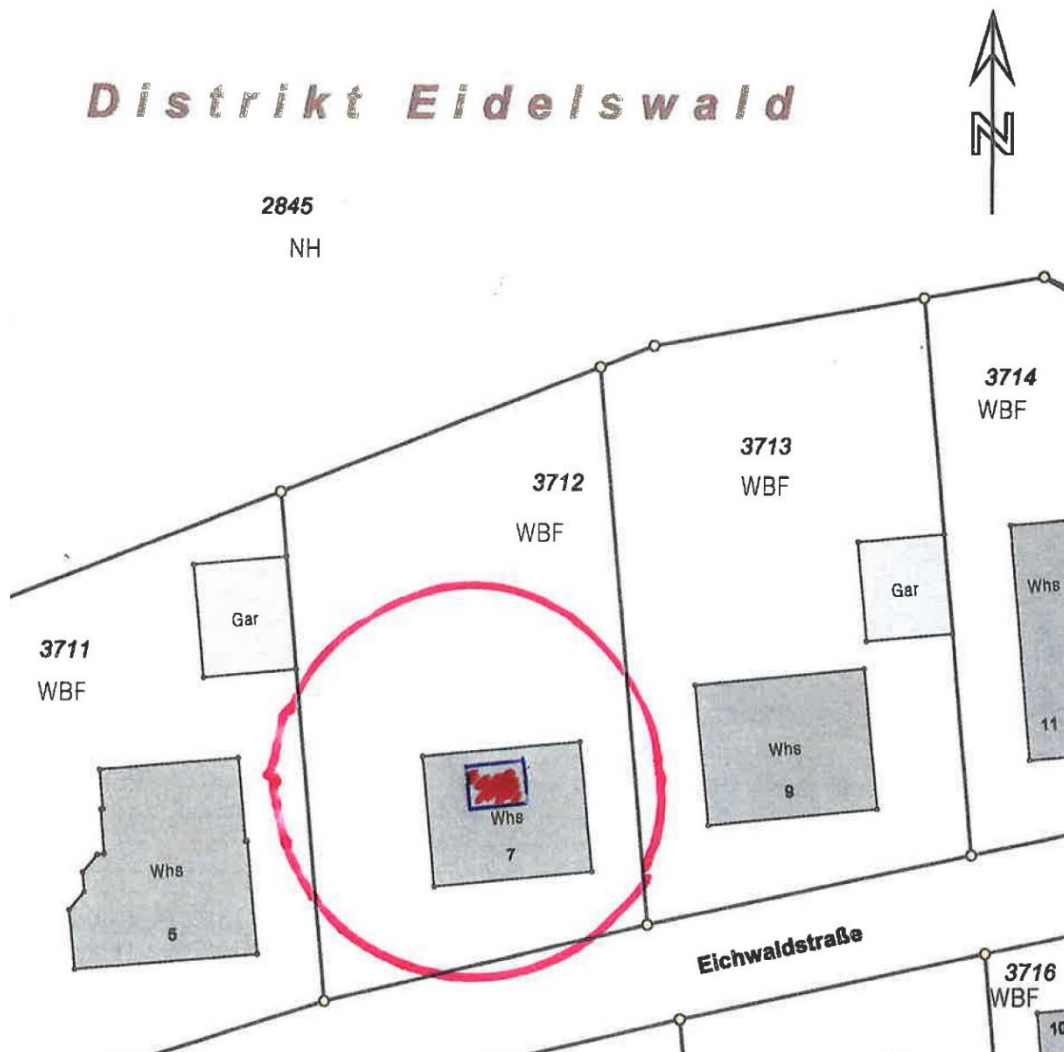 Distrikt Eidelswald
N
2845
NH
3714
WBF
3713
WBF
3712
WBF
Gar
Gar
Whs
11
3711
WBF
Whs
9
Whs
7
Whs
5
Eichwaldstraße
3716
WBF
10